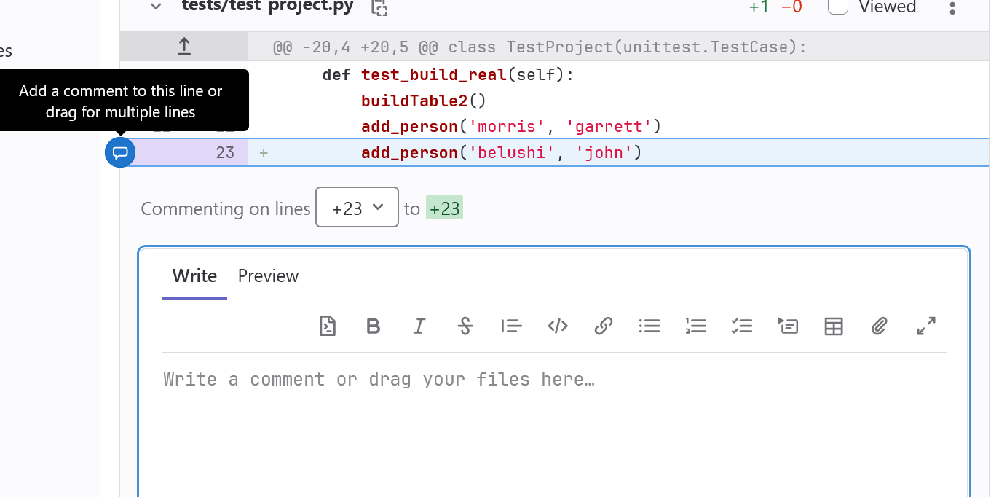 tests/test_project.py +1 −0 Viewed
es
@@ -20,4 +20,5 @@ class TestProject(unittest.TestCase):
def test_build_real(self):
Add a comment to this line or
drag for multiple lines
buildTable2()
add_person('morris', 'garrett')
23 + add_person('belushi', 'john')
Commenting on lines +23 to +23
Write Preview
Write a comment or drag your files here…